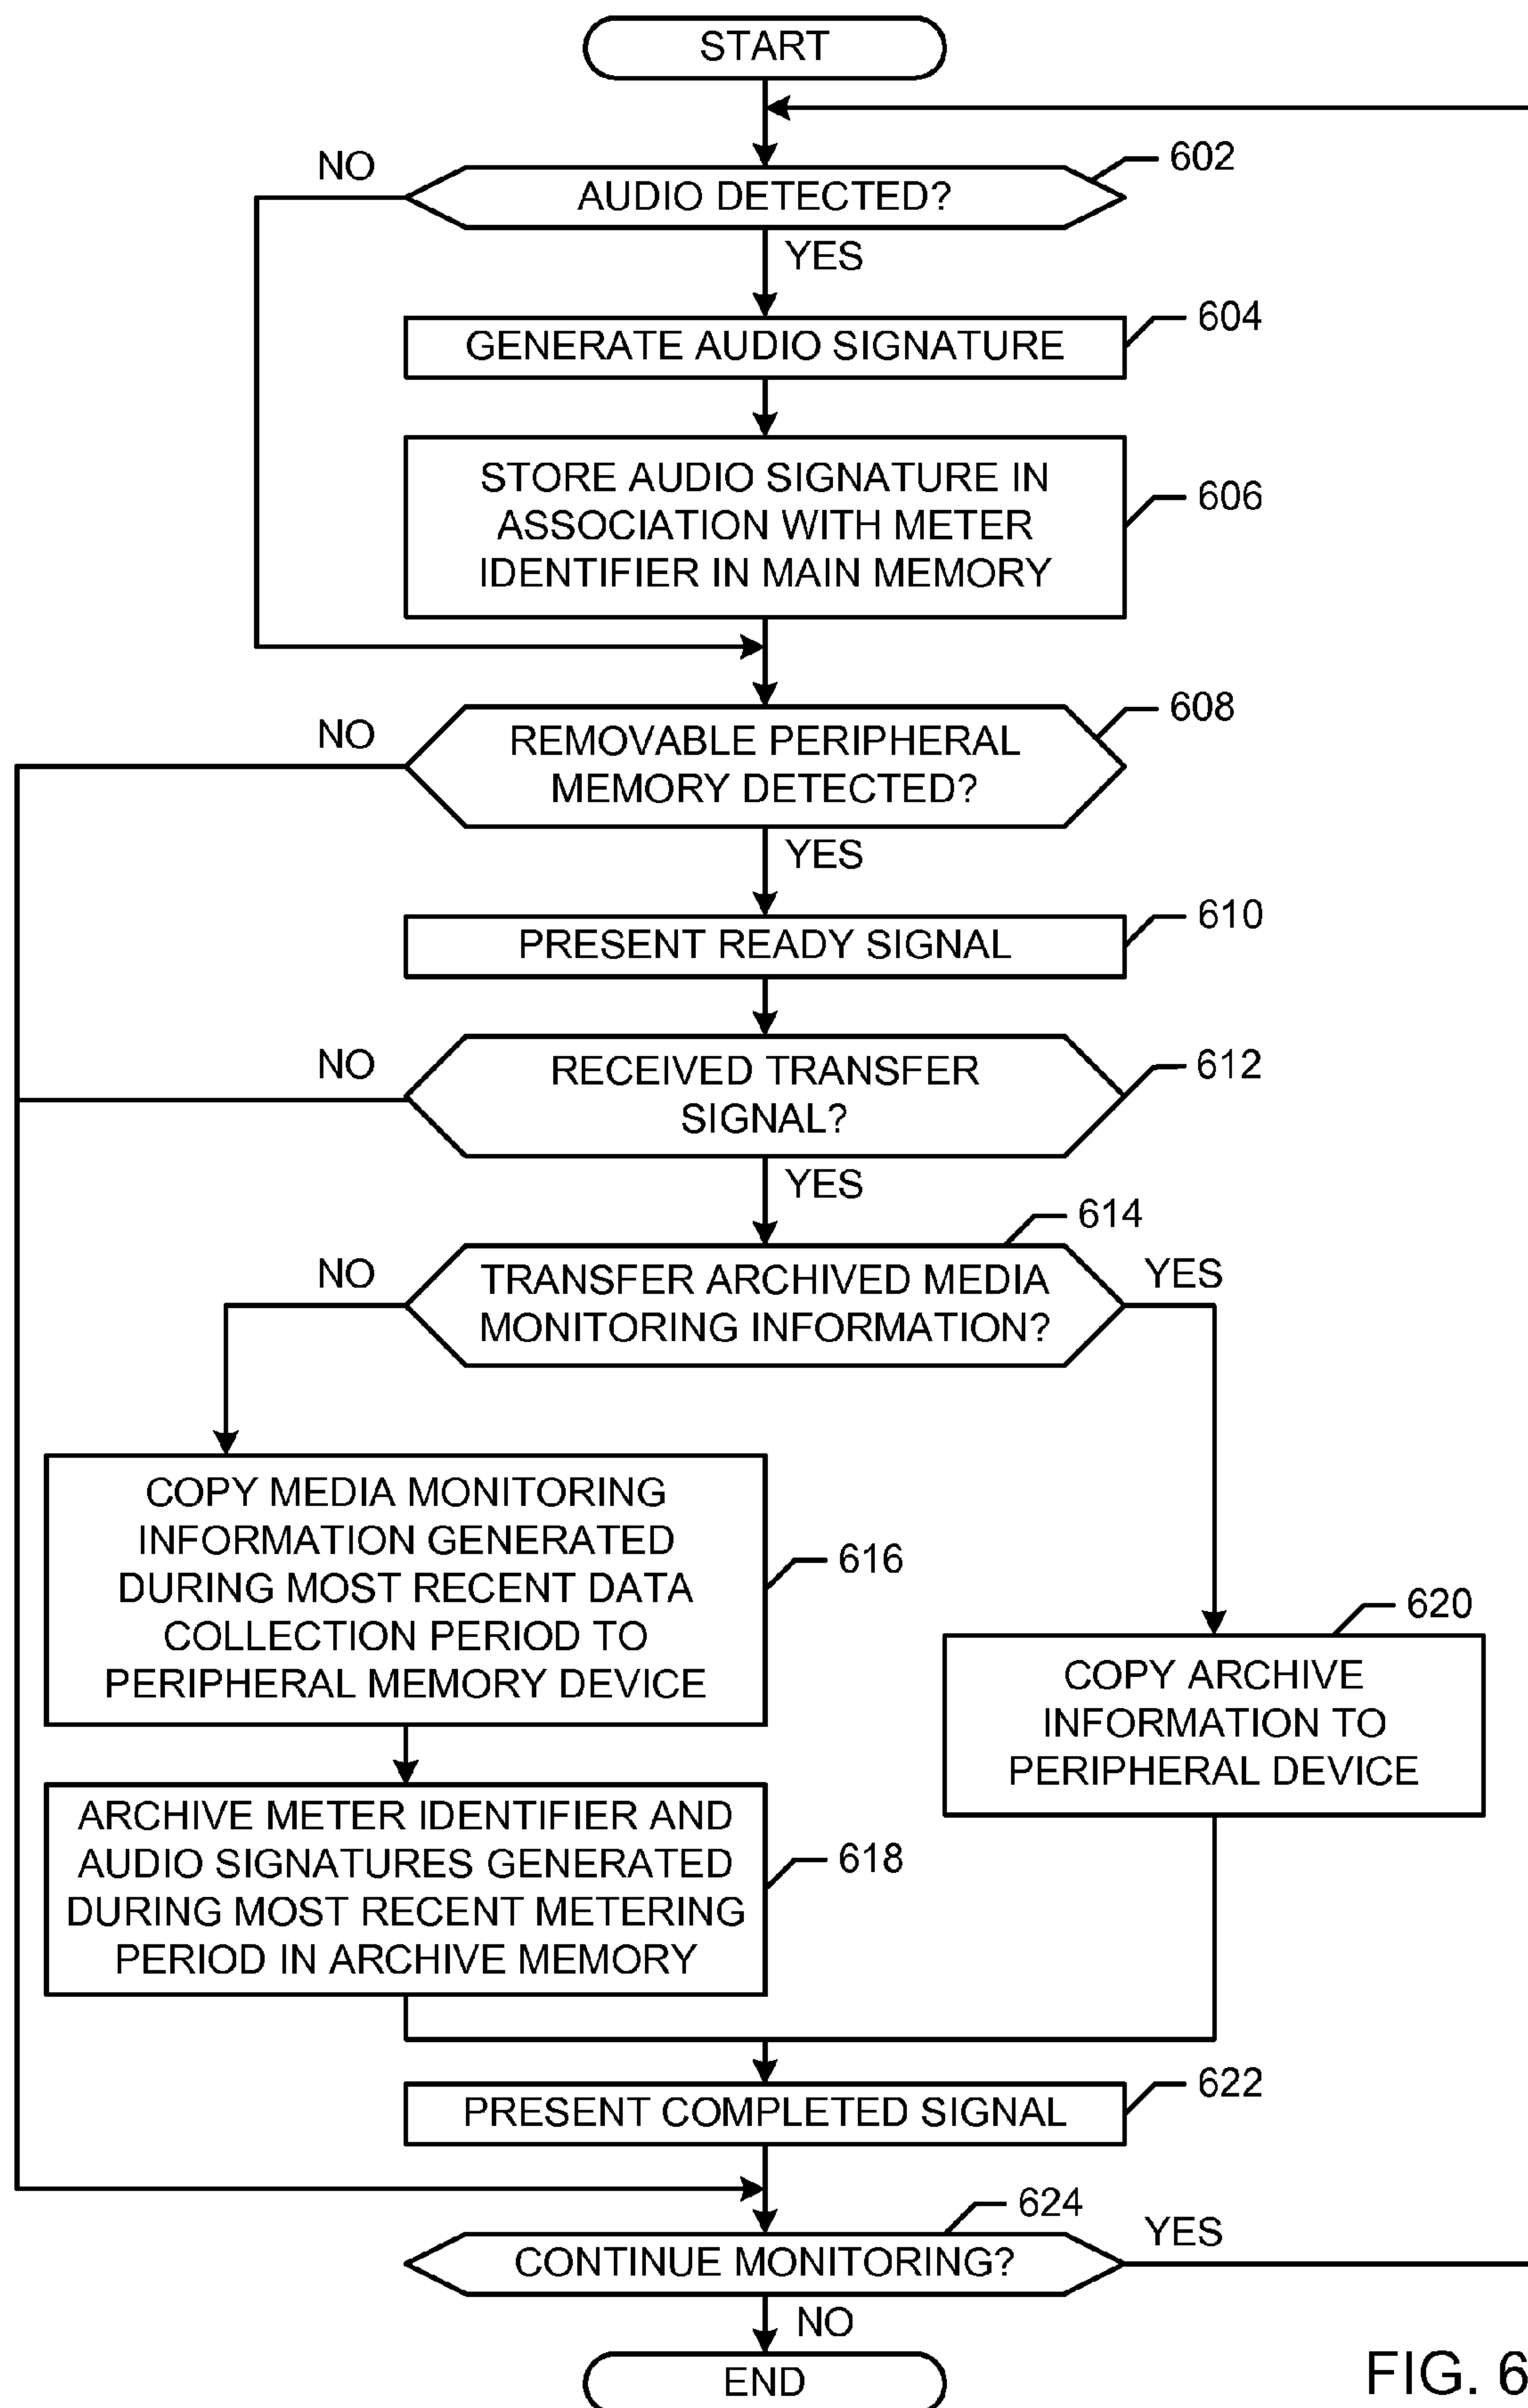 START
NO
602
AUDIO DETECTED?
YES
604
GENERATE AUDIO SIGNATURE
STORE AUDIO SIGNATURE IN
ASSOCIATION WITH METER
IDENTIFIER IN MAIN MEMORY
606
NO
608
REMOVABLE PERIPHERAL
MEMORY DETECTED?
YES
610
PRESENT READY SIGNAL
NO
RECEIVED TRANSFER
SIGNAL?
612
YES
614
NO
TRANSFER ARCHIVED MEDIA
MONITORING INFORMATION?
YES
COPY MEDIA MONITORING
INFORMATION GENERATED
DURING MOST RECENT DATA
COLLECTION PERIOD TO
PERIPHERAL MEMORY DEVICE
616
620
COPY ARCHIVE
INFORMATION TO
PERIPHERAL DEVICE
ARCHIVE METER IDENTIFIER AND
AUDIO SIGNATURES GENERATED
DURING MOST RECENT METERING
PERIOD IN ARCHIVE MEMORY
618
622
PRESENT COMPLETED SIGNAL
624
CONTINUE MONITORING?
YES
NO
END
FIG. 6